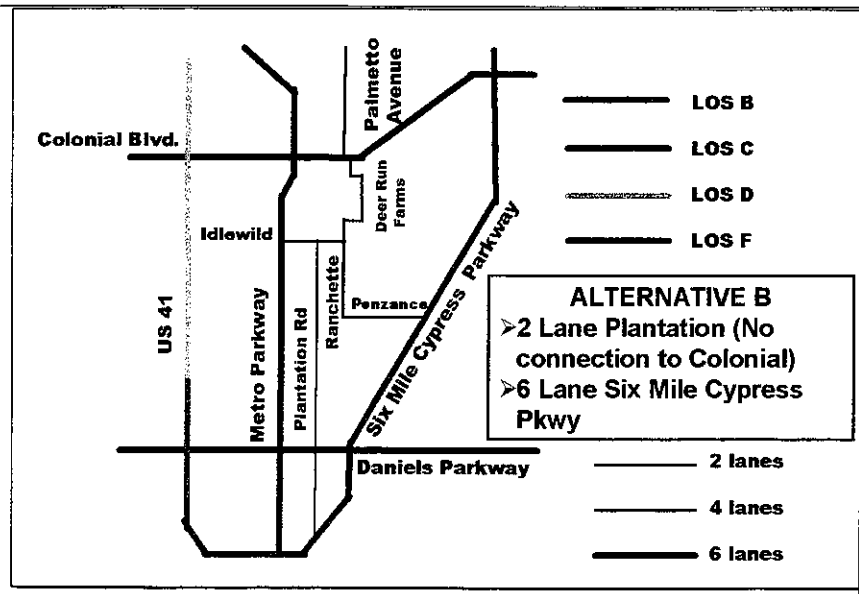 Palmetto
Avenue
Colonial Blvd.
Deer Run
Farms
Idlewild
US 41
Metro Parkway
Plantation Rd
Ranchette
Penzance
Six Mile Cypress Parkway
Daniels Parkway
LOS B
LOS C
LOS D
LOS F
ALTERNATIVE B
➢2 Lane Plantation (No
connection to Colonial)
➢6 Lane Six Mile Cypress
Pkwy
2 lanes
4 lanes
6 lanes